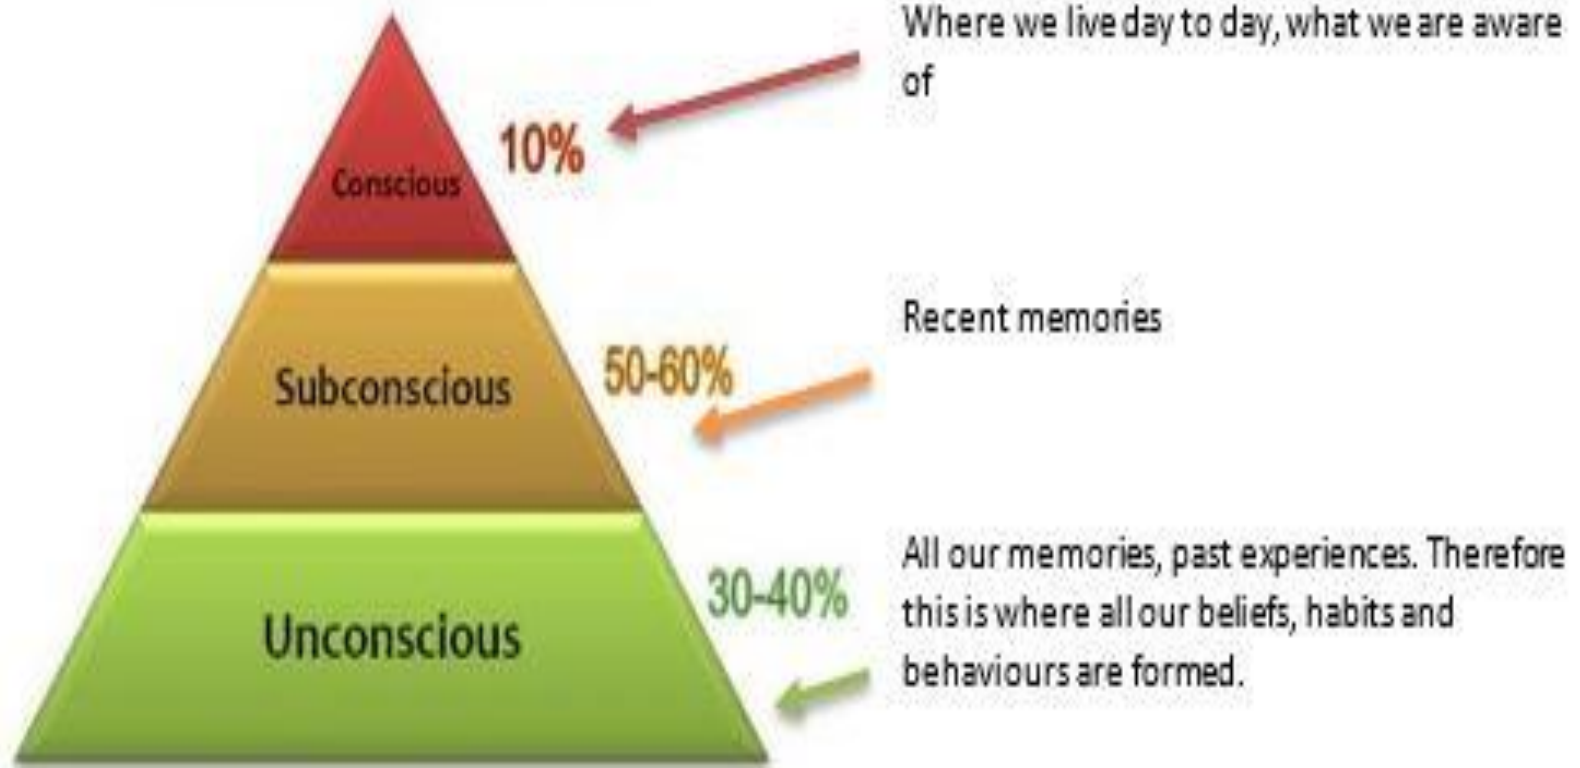 Where we live day to day, what we are aware
of
10%
Conscious
Recent memories
50-60%
Subconscious
All our memories, past experiences. Therefore
this is where all our beliefs, habits and
behaviours are formed.
30-40%
Unconscious